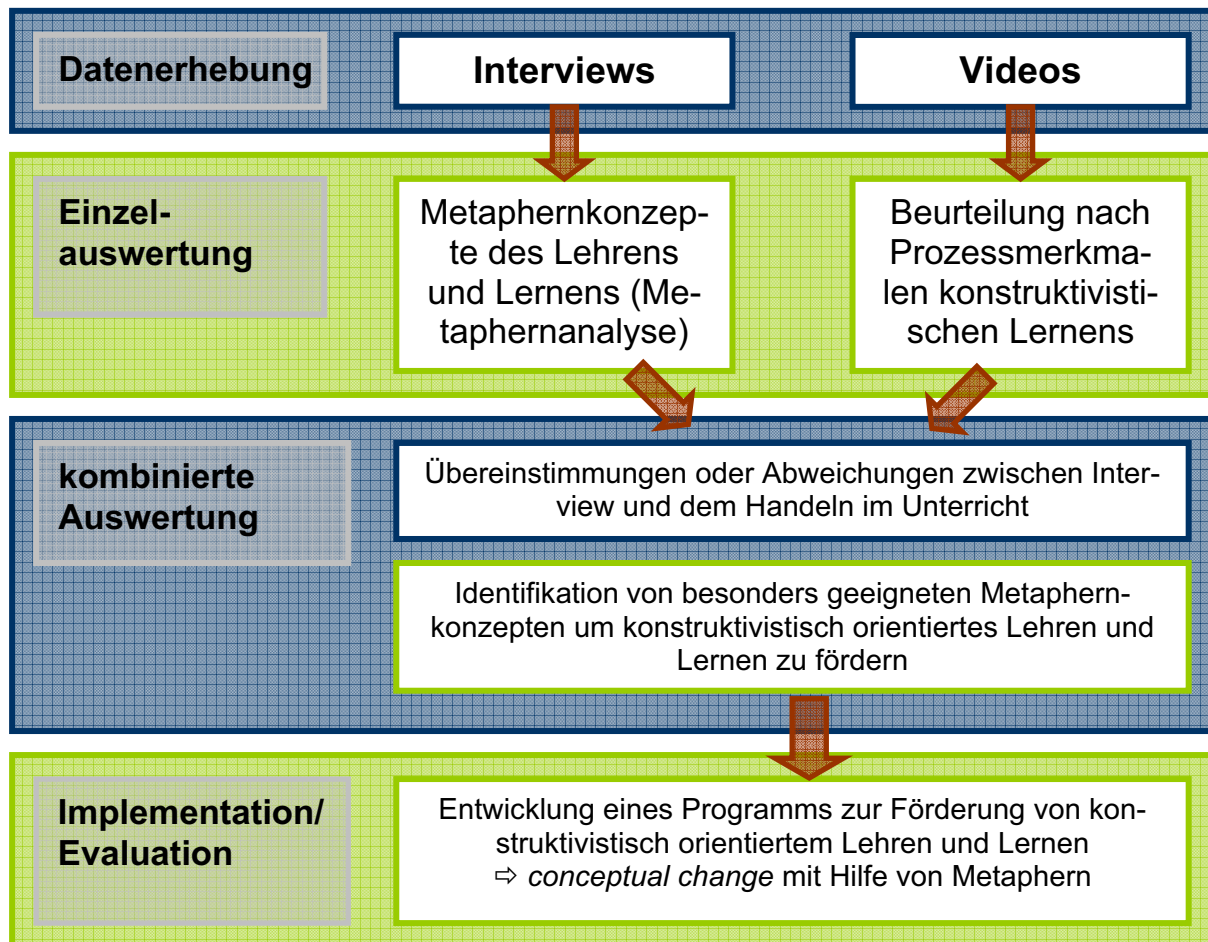 Datenerhebung
Interviews
Videos
Einzel-
auswertung
Metaphernkonzep-
te des Lehrens
und Lernens (Me-
taphernanalyse)
Beurteilung nach
Prozessmerkma-
len konstruktivisti-
schen Lernens
kombinierte
Auswertung
Übereinstimmungen oder Abweichungen zwischen Inter-
view und dem Handeln im Unterricht
Identifikation von besonders geeigneten Metaphern-
konzepten um konstruktivistisch orientiertes Lehren und
Lernen zu fördern
Implementation/
Evaluation
Entwicklung eines Programms zur Förderung von kon-
struktivistisch orientiertem Lehren und Lernen
⇨ conceptual change mit Hilfe von Metaphern